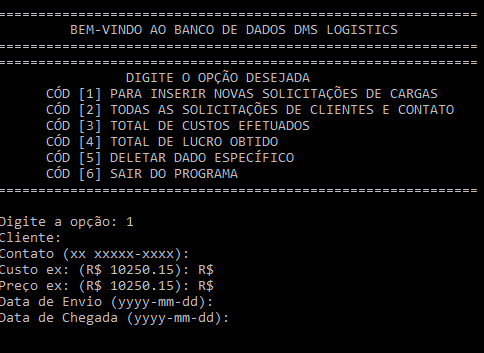 ============================================================
BEM-VINDO AO BANCO DE DADOS DMS LOGISTICS
============================================================
============================================================
DIGITE O OPÇÃO DESEJADA
CÓD [1] PARA INSERIR NOVAS SOLICITAÇÕES DE CARGAS
CÓD [2] TODAS AS SOLICITAÇÕES DE CLIENTES E CONTATO
CÓD [3] TOTAL DE CUSTOS EFETUADOS
CÓD [4] TOTAL DE LUCRO OBTIDO
CÓD [5] DELETAR DADO ESPECÍFICO
CÓD [6] SAIR DO PROGRAMA
============================================================
Digite a opção: 1
Cliente:
Contato (xx xxxxx-xxxx):
Custo ex: (R$ 10250.15): R$
Preço ex: (R$ 10250.15): R$
Data de Envio (yyyy-mm-dd):
Data de Chegada (yyyy-mm-dd):